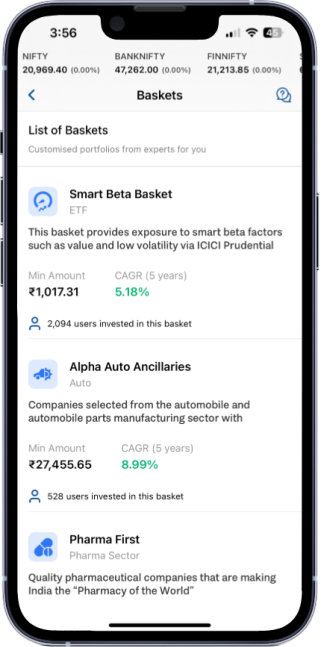 3:56
45
NIFTY BANKNIFTY FINNIFTY
20,969.40 (0.00%) 47,262.00 (0.00%) 21,213.85 (0.00%)
Baskets
List of Baskets
Customised portfolios from experts for you
Smart Beta Basket
ETF
This basket provides exposure to smart beta factors
such as value and low volatility via ICICI Prudential
Min Amount CAGR (5 years)
₹1,017.31 5.18%
2,094 users invested in this basket
Alpha Auto Ancillaries
Auto
Companies selected from the automobile and
automobile parts manufacturing sector with
Min Amount CAGR (5 years)
₹27,455.65 8.99%
528 users invested in this basket
Pharma First
Pharma Sector
Quality pharmaceutical companies that are making
India the “Pharmacy of the World”